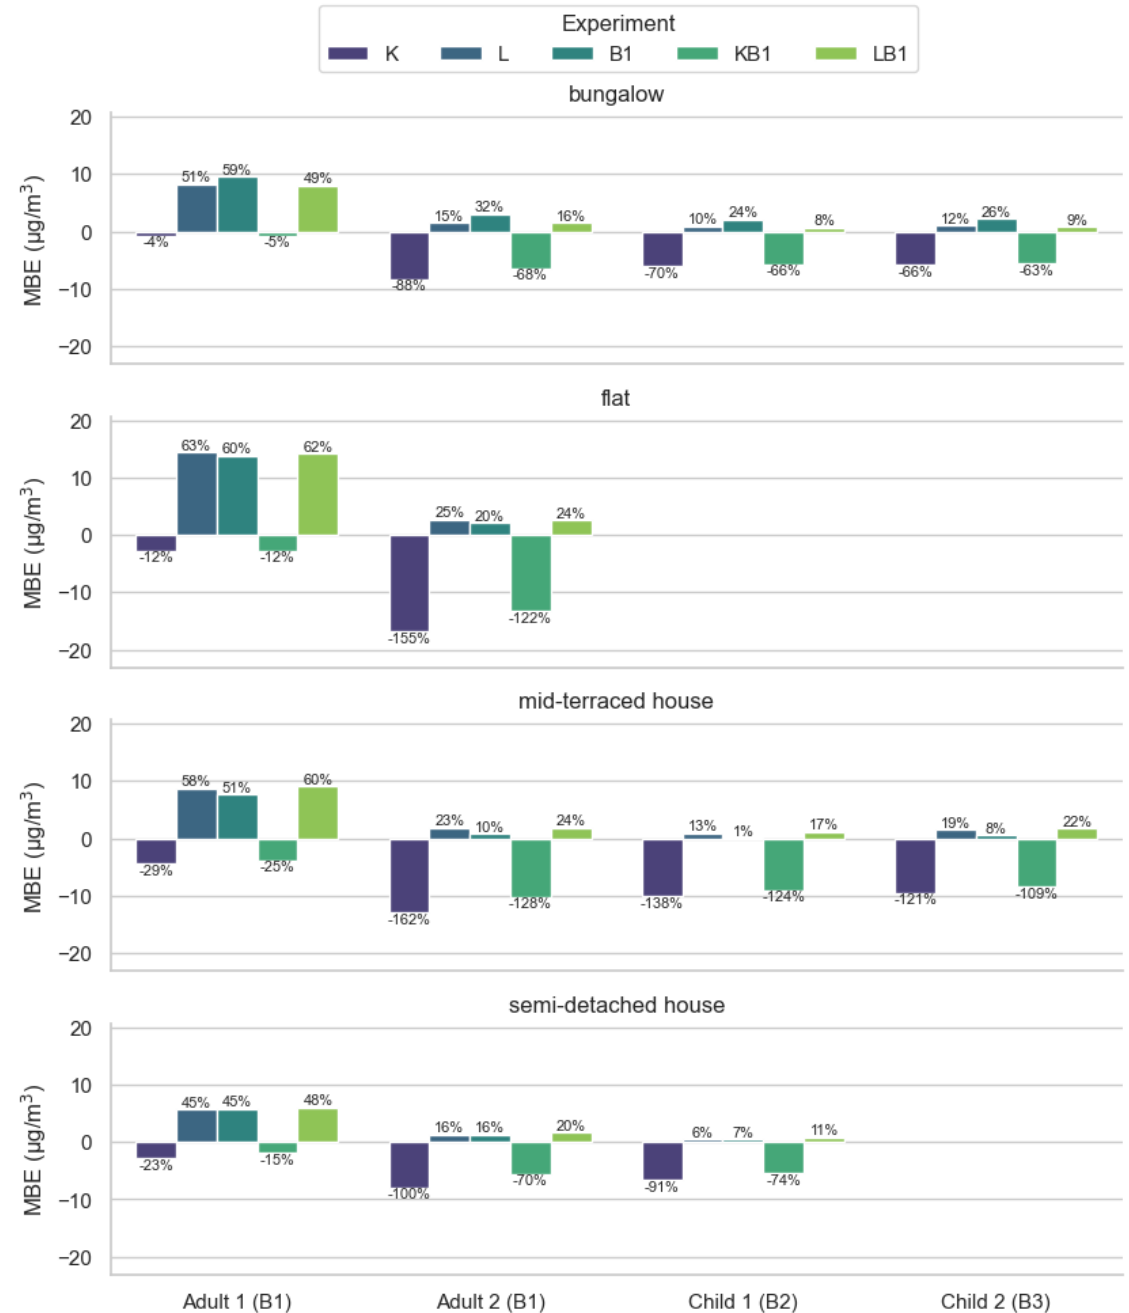 Experiment
K L B1 KB1 LB1
bungalow
MBE (µg/m³)
20
10
0
−10
−20
-4% 51% 59% -5% 49%
-88% 15% 32% -68% 16%
-70% 10% 24% -66% 8%
-66% 12% 26% -63% 9%
flat
MBE (µg/m³)
20
10
0
−10
−20
-12% 63% 60% -12% 62%
-155% 25% 20% -122% 24%
mid-terraced house
MBE (µg/m³)
20
10
0
−10
−20
-29% 58% 51% -25% 60%
-162% 23% 10% -128% 24%
-138% 13% 1% -124% 17%
-121% 19% 8% -109% 22%
semi-detached house
MBE (µg/m³)
20
10
0
−10
−20
-23% 45% 45% -15% 48%
-100% 16% 16% -70% 20%
-91% 6% 7% -74% 11%
Adult 1 (B1) Adult 2 (B1) Child 1 (B2) Child 2 (B3)